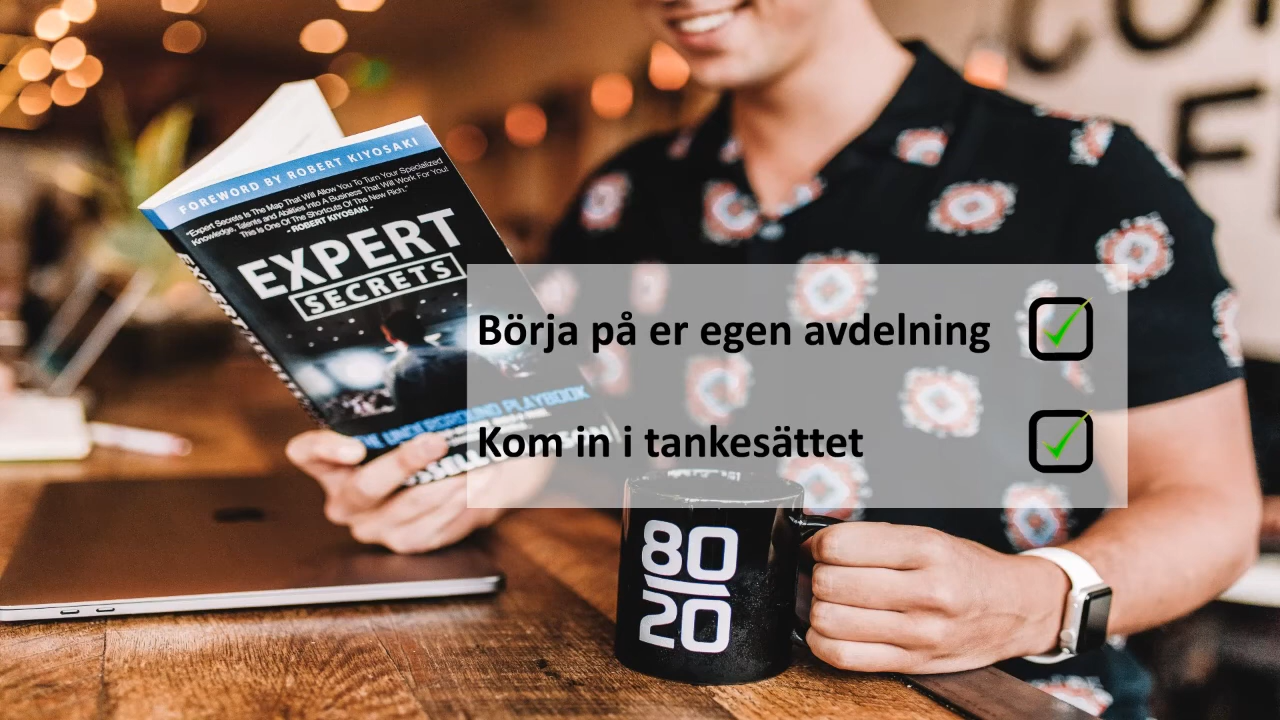 FOREWORD BY ROBERT KIYOSAKI
"Expert Secrets Is The Map That Will Allow You To Turn Your Specialized
Knowledge, Talents and Abilities Into A Business That Will Work For You!
This Is One Of The Shortcuts Of The New Rich."
- ROBERT KIYOSAKI -
EXPERT
SECRETS
UNDERGROUND PLAYBOOK
Börja på er egen avdelning
Kom in i tankesättet
80
20